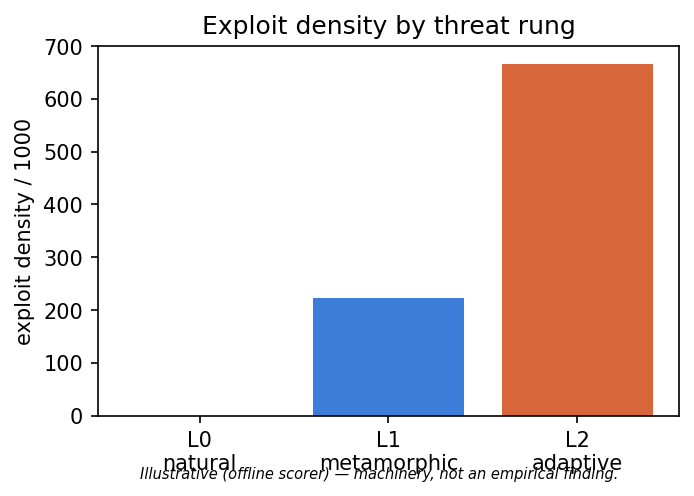 Exploit density by threat rung
exploit density / 1000
700
600
500
400
300
200
100
0
L0
natural
L1
metamorphic
L2
adaptive
Illustrative (offline scorer) — machinery, not an empirical finding.